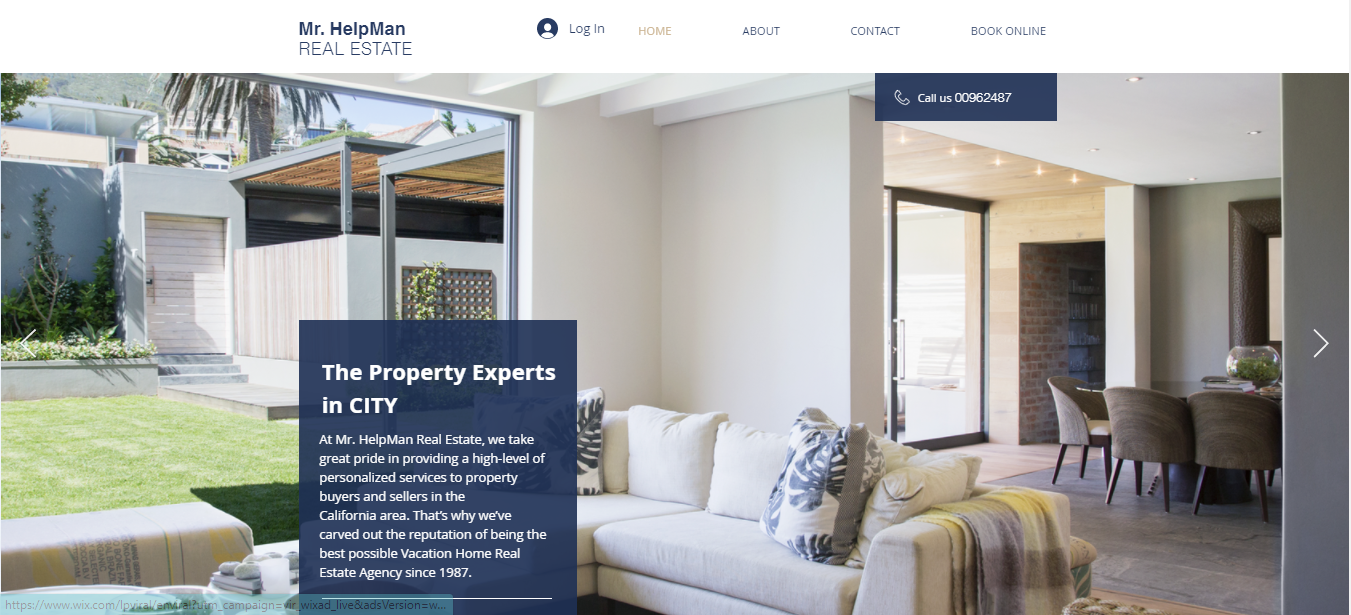 Mr. HelpMan
REAL ESTATE
Log In
HOME
ABOUT
CONTACT
BOOK ONLINE
Call us 00962487
The Property Experts
in CITY
At Mr. HelpMan Real Estate, we take
great pride in providing a high-level of
personalized services to property
buyers and sellers in the
California area. That’s why we’ve
carved out the reputation of being the
best possible Vacation Home Real
Estate Agency since 1987.
https://www.wix.com/lpviral/enviral?utm_campaign=vir_wixad_live&adsVersion=w...